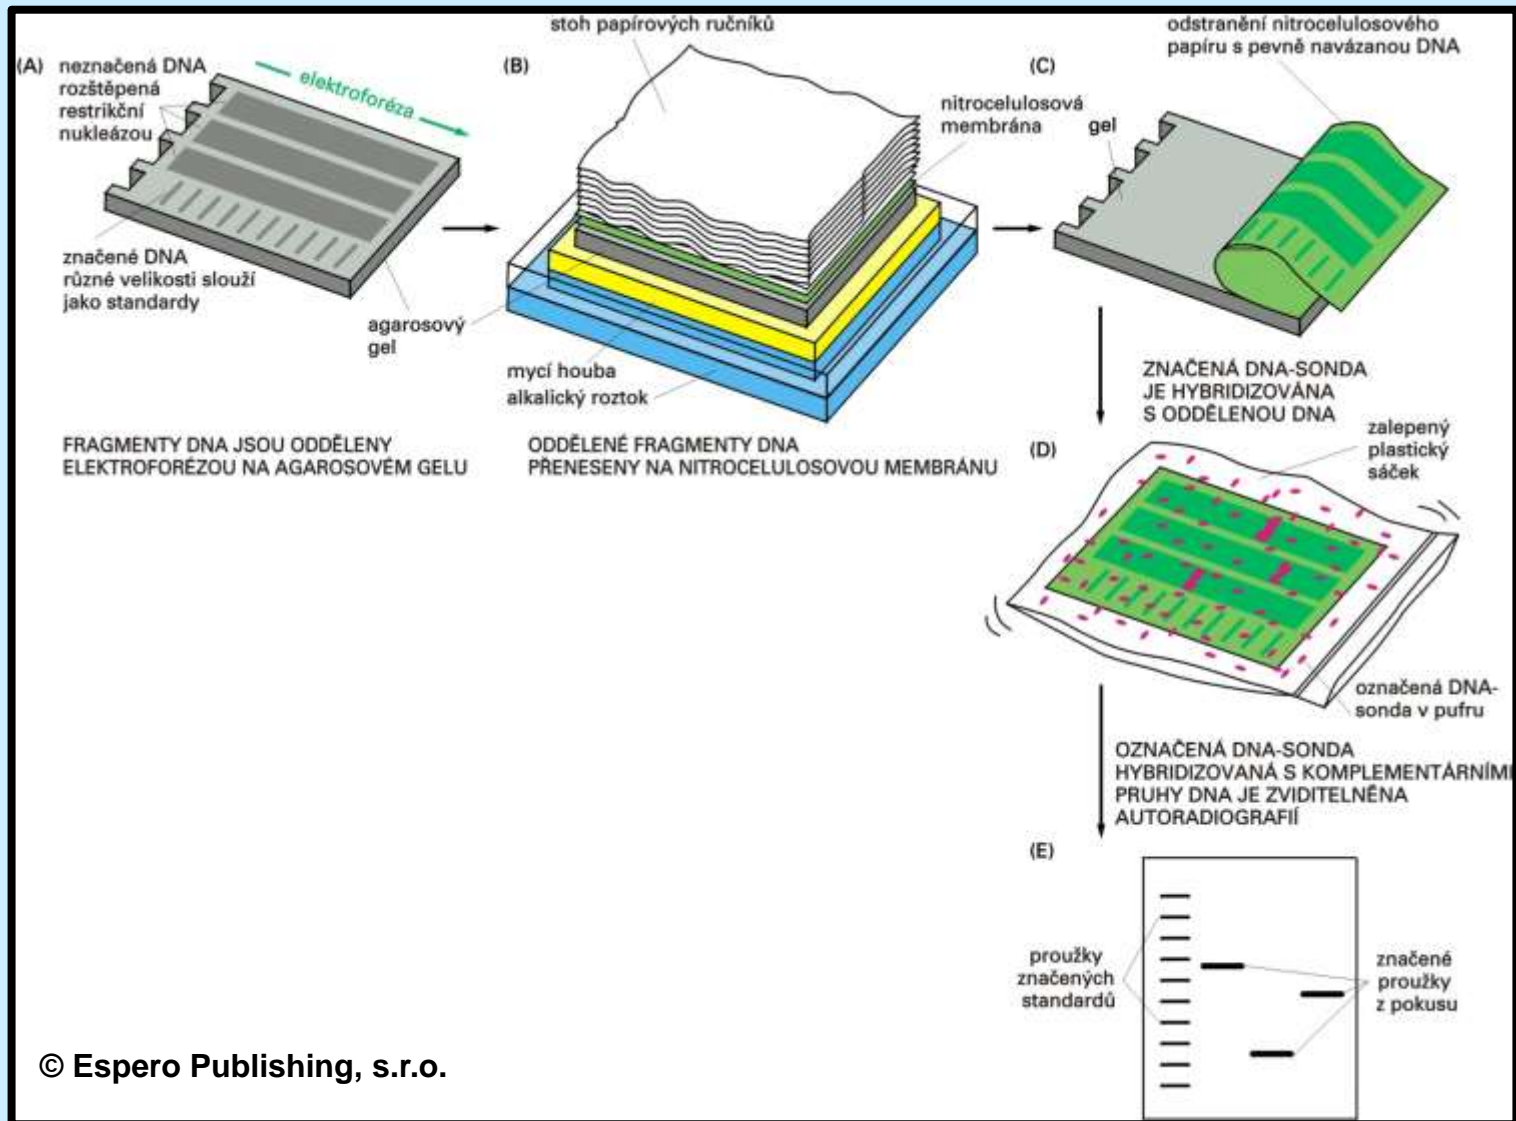 (A)
neznačená DNA
rozštěpená
restrikční
nukleázou
elektroforéza
značené DNA
různé velikosti slouží
jako standardy
agarosový
gel
FRAGMENTY DNA JSOU ODDĚLENY
ELEKTROFORÉZOU NA AGAROSOVÉM GELU
(B)
stoh papírových ručníků
nitrocelulosová
membrána
mycí houba
alkalický roztok
ODDĚLENÉ FRAGMENTY DNA
PŘENESENY NA NITROCELULOSOVOU MEMBRÁNU
(C)
odstranění nitrocelulosového
papíru s pevně navázanou DNA
gel
ZNAČENÁ DNA-SONDA
JE HYBRIDIZOVÁNA
S ODDĚLENOU DNA
(D)
zalepený
plastický
sáček
označená DNA-
sonda v pufru
OZNAČENÁ DNA-SONDA
HYBRIDIZOVANÁ S KOMPLEMENTÁRNÍMI
PRUHY DNA JE ZVIDITELNĚNA
AUTORADIOGRAFIÍ
(E)
proužky
značených
standardů
značené
proužky
z pokusu
© Espero Publishing, s.r.o.